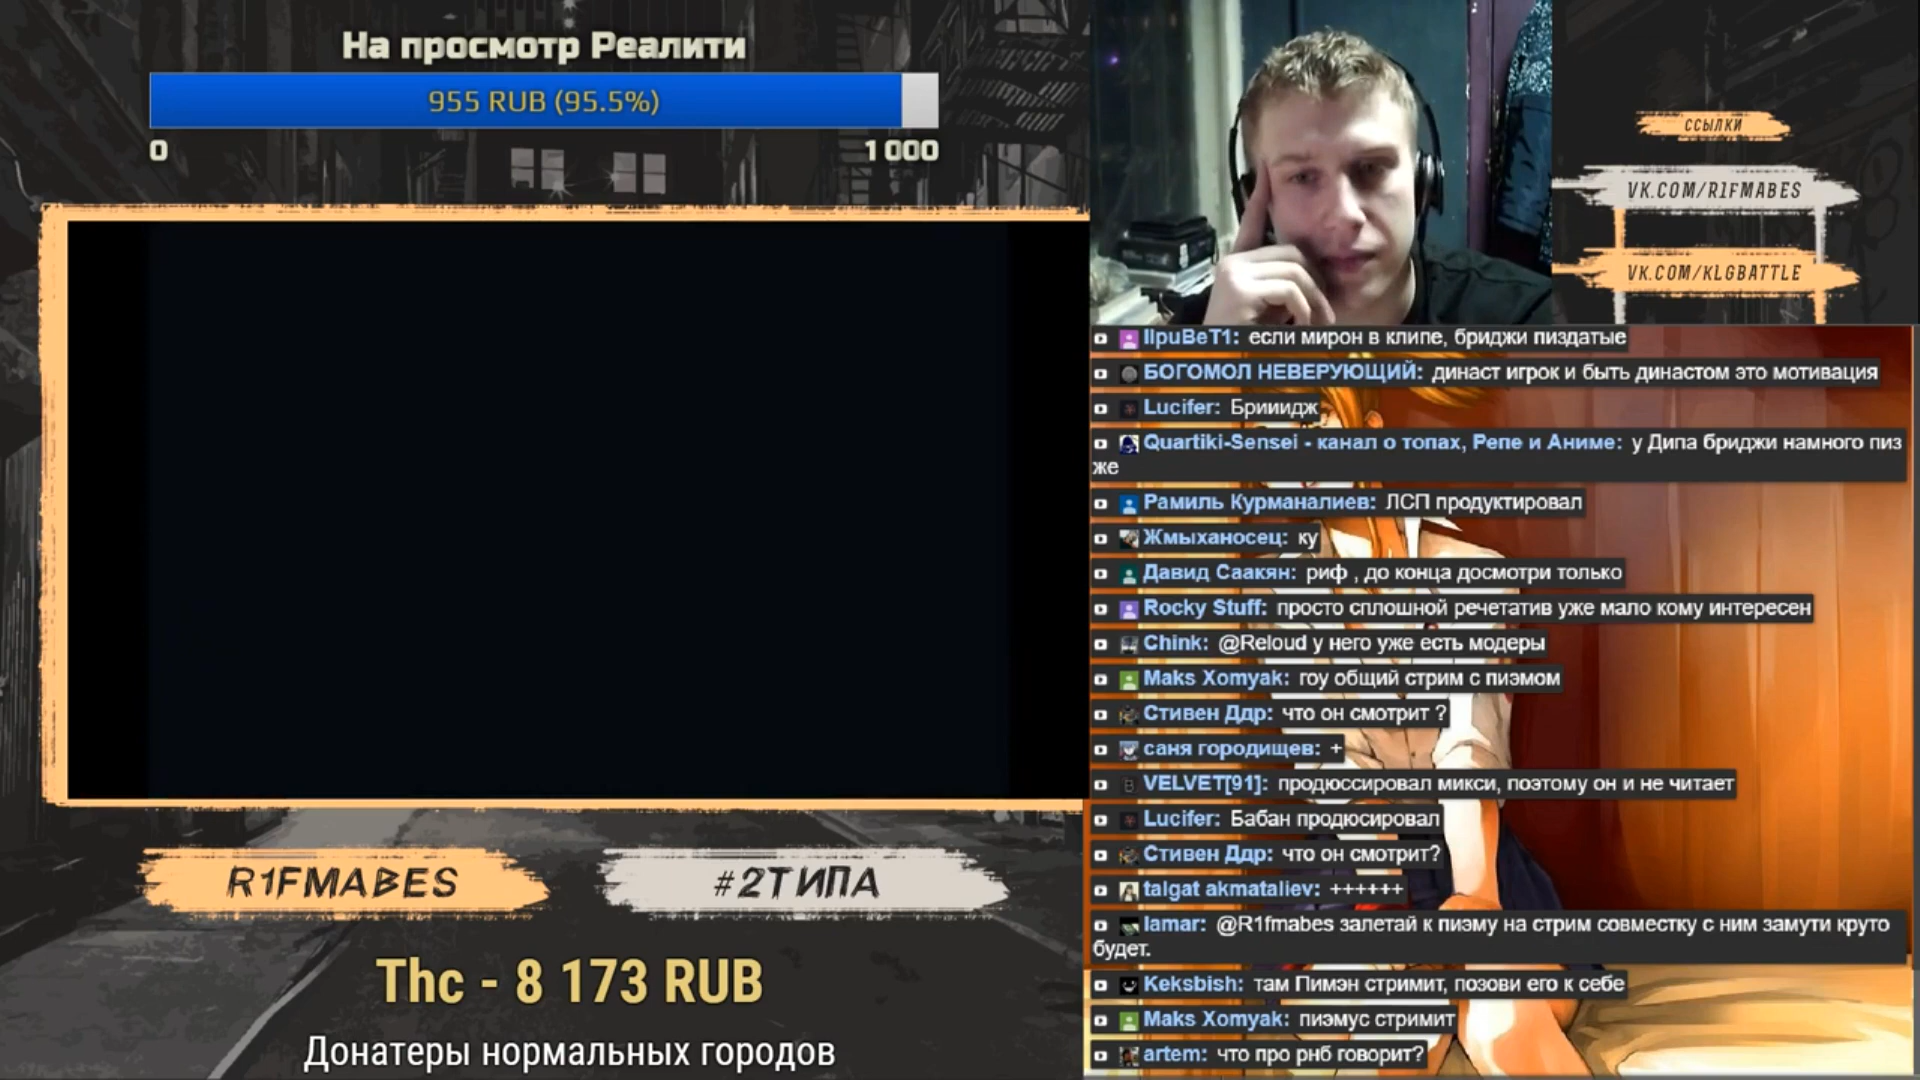 На просмотр Реалити
955 RUB (95.5%)
0
1 000
ССЫЛКИ
VK.COM/R1FMABES
VK.COM/KLGBATTLE
IIpuBeT1: если мирон в клипе, бриджи пиздатые
БОГОМОЛ НЕВЕРУЮЩИЙ: династ игрок и быть династом это мотивация
Lucifer: Брииидж
Quartiki-Sensei - канал о топах, Репе и Аниме: у Дипа бриджи намного пиз
же
Рамиль Курманалиев: ЛСП продуктировал
Жмыханосец: ку
Давид Саакян: риф , до конца досмотри только
Rocky Stuff: просто сплошной речетатив уже мало кому интересен
Chink: @Reloud у него уже есть модеры
Maks Xomyak: гоу общий стрим с пиэмом
Стивен Ддр: что он смотрит ?
саня городищев: +
VELVET[91]: продюссировал микси, поэтому он и не читает
Lucifer: Бабан продюсировал
Стивен Ддр: что он смотрит?
talgat akmataliev: ++++++
lamar: @R1fmabes залетай к пиэму на стрим совместку с ним замути круто
будет.
Keksbish: там Пимэн стримит, позови его к себе
Maks Xomyak: пиэмус стримит
artem: что про рнб говорит?
R1FMABES
#2ТИПА
Thc - 8 173 RUB
Донатеры нормальных городов